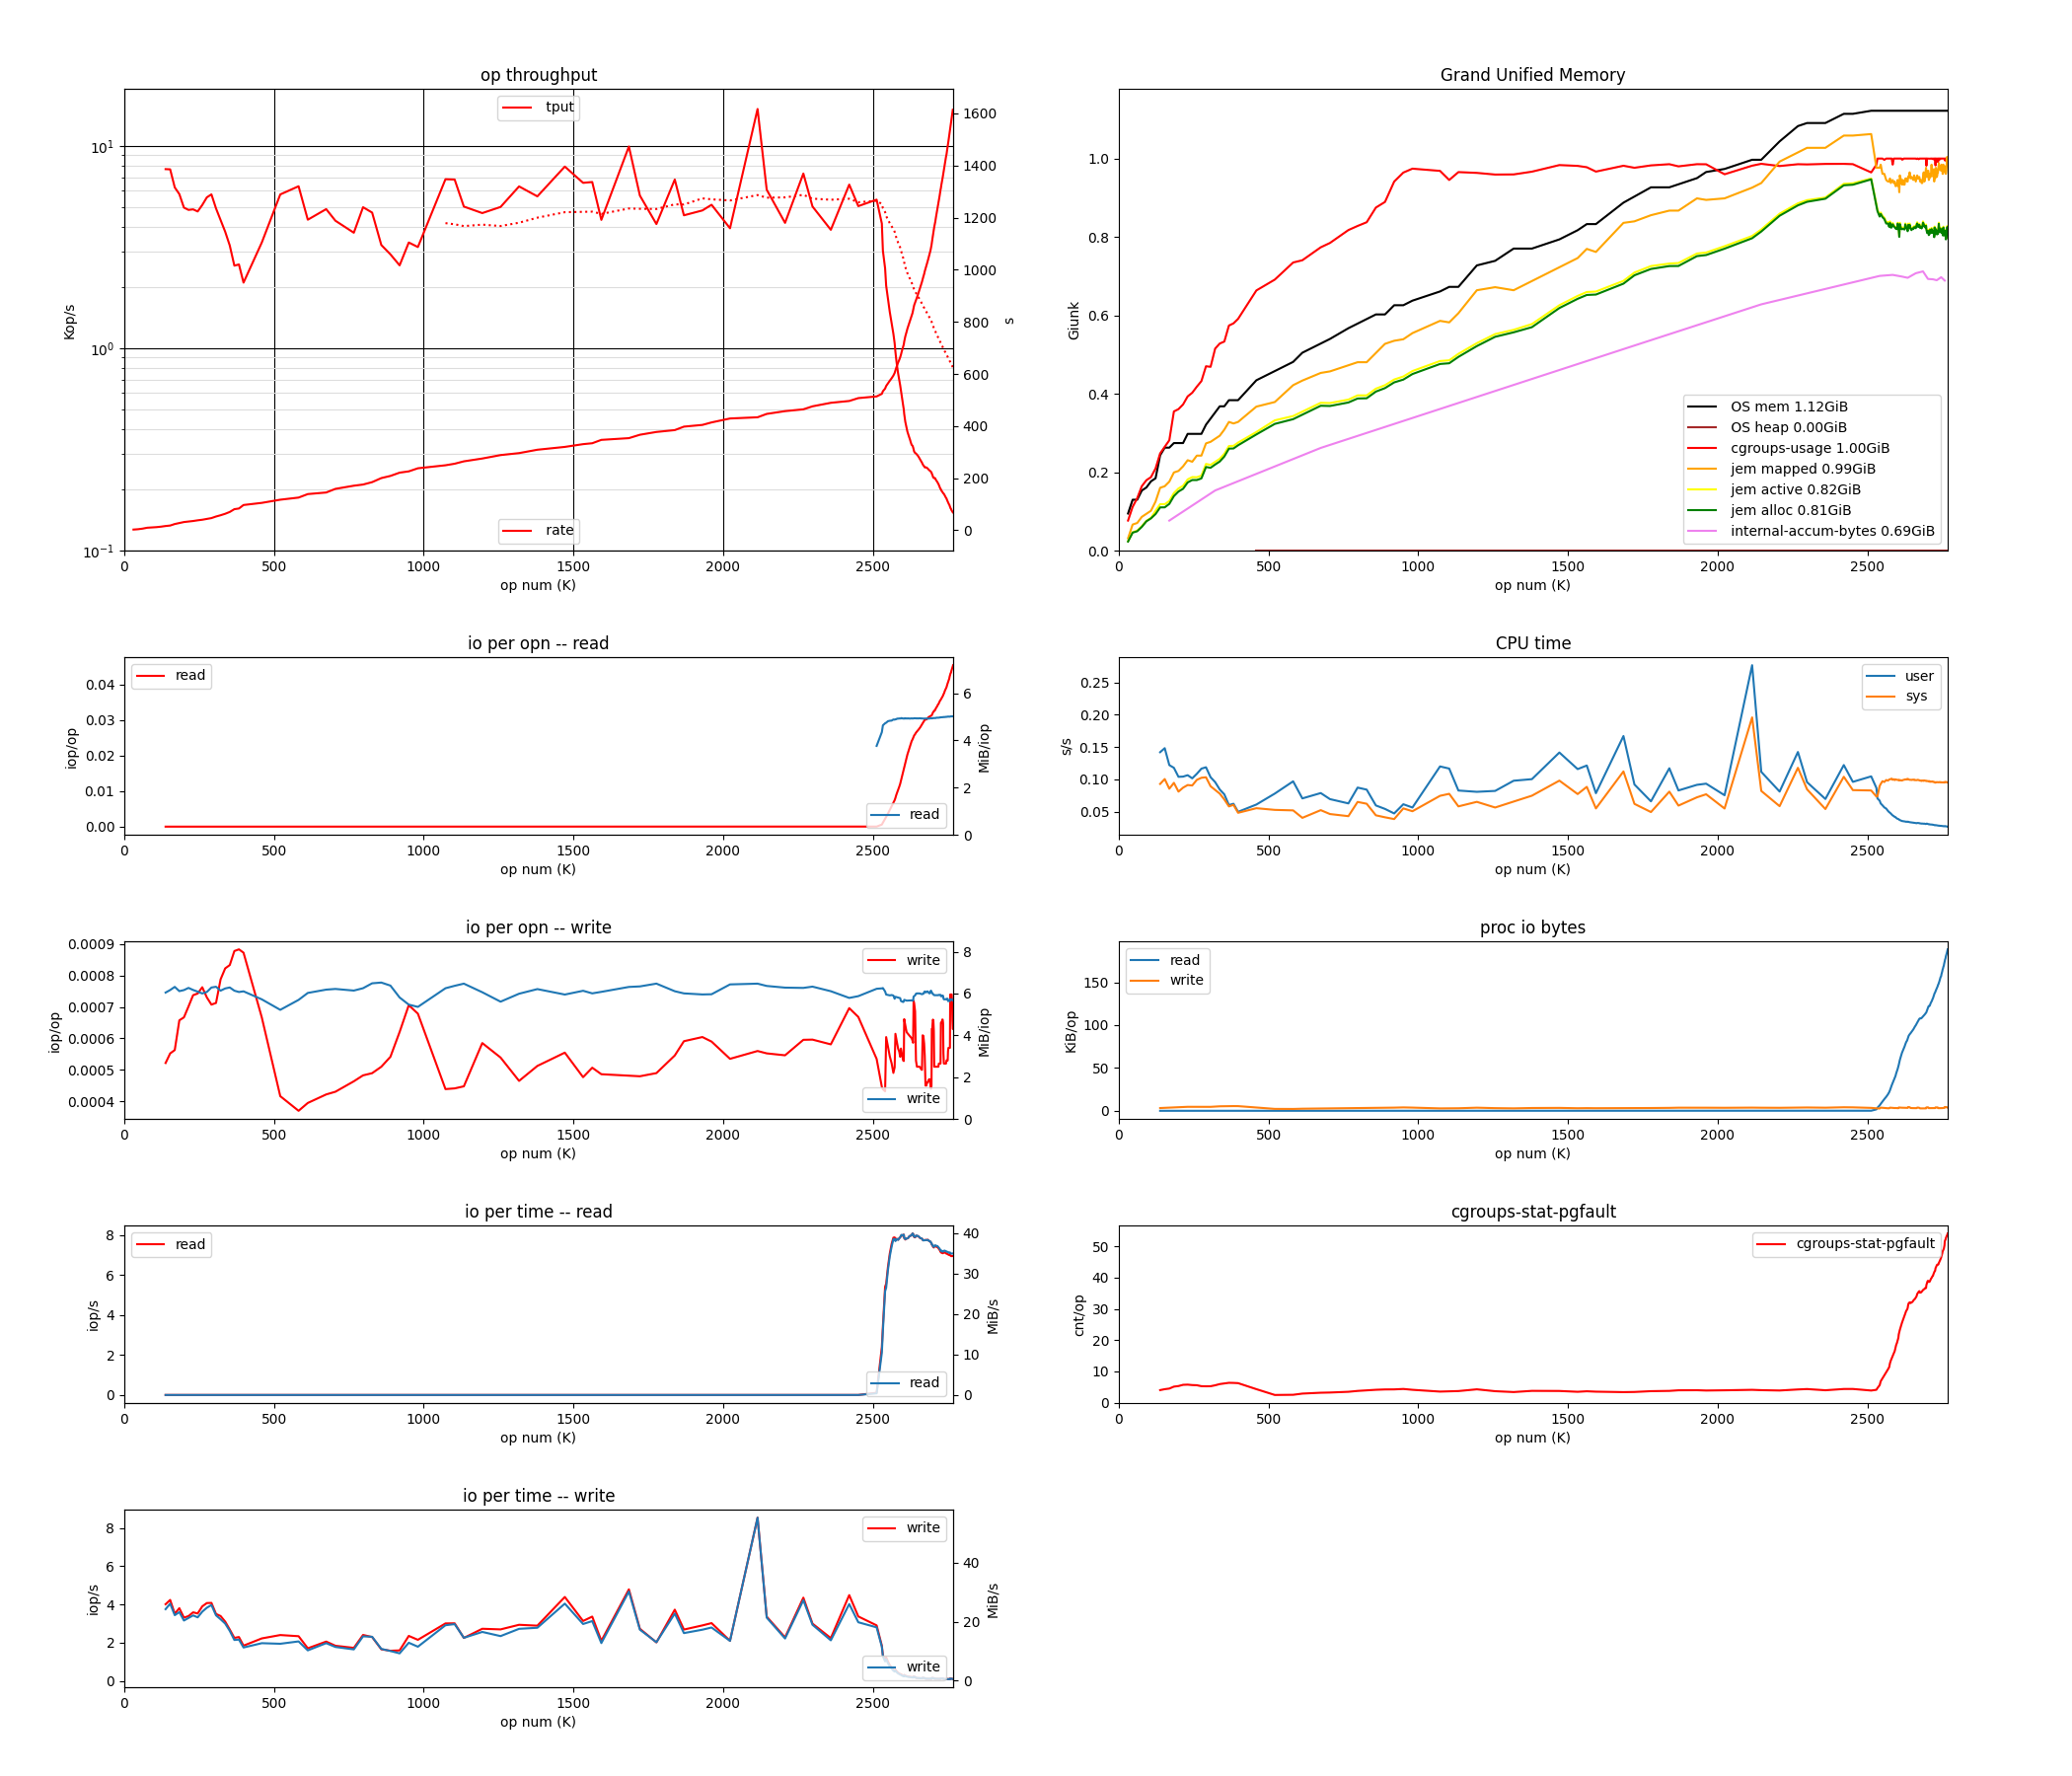 op throughput
tput
rate
10¹
10⁰
10⁻¹
Kop/s
1600
1400
1200
1000
800
600
400
200
0
s
0 500 1000 1500 2000 2500
op num (K)
Grand Unified Memory
1.0
0.8
0.6
0.4
0.2
0.0
Giunk
OS mem 1.12GiB
OS heap 0.00GiB
cgroups-usage 1.00GiB
jem mapped 0.99GiB
jem active 0.82GiB
jem alloc 0.81GiB
internal-accum-bytes 0.69GiB
0 500 1000 1500 2000 2500
op num (K)
io per opn -- read
read
read
0.04
0.03
0.02
0.01
0.00
iop/op
6
4
2
0
MiB/iop
0 500 1000 1500 2000 2500
op num (K)
CPU time
user
sys
0.25
0.20
0.15
0.10
0.05
s/s
0 500 1000 1500 2000 2500
op num (K)
io per opn -- write
write
write
0.0009
0.0008
0.0007
0.0006
0.0005
0.0004
iop/op
8
6
4
2
0
MiB/iop
0 500 1000 1500 2000 2500
op num (K)
proc io bytes
read
write
150
100
50
0
KiB/op
0 500 1000 1500 2000 2500
op num (K)
io per time -- read
read
read
8
6
4
2
0
iop/s
40
30
20
10
0
MiB/s
0 500 1000 1500 2000 2500
op num (K)
cgroups-stat-pgfault
cgroups-stat-pgfault
50
40
30
20
10
0
cnt/op
0 500 1000 1500 2000 2500
op num (K)
io per time -- write
write
write
8
6
4
2
0
iop/s
40
20
0
MiB/s
0 500 1000 1500 2000 2500
op num (K)